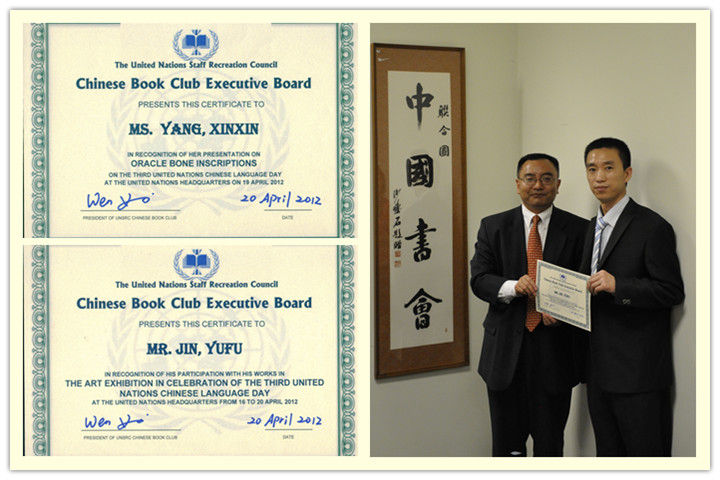 The United Nations Staff Recreation Council
Chinese Book Club Executive Board
PRESENTS THIS CERTIFICATE TO
MS. YANG, XINXIN
IN RECOGNITION OF HER PRESENTATION ON
ORACLE BONE INSCRIPTIONS
ON THE THIRD UNITED NATIONS CHINESE LANGUAGE DAY
AT THE UNITED NATIONS HEADQUARTERS ON 19 APRIL 2012
Wen 20 April 2012
PRESIDENT OF UNSRC CHINESE BOOK CLUB DATE
The United Nations Staff Recreation Council
Chinese Book Club Executive Board
PRESENTS THIS CERTIFICATE TO
MR. JIN, YUFU
IN RECOGNITION OF HIS PARTICIPATION WITH HIS WORKS IN
THE ART EXHIBITION IN CELEBRATION OF THE THIRD UNITED
NATIONS CHINESE LANGUAGE DAY
AT THE UNITED NATIONS HEADQUARTERS FROM 16 TO 20 APRIL 2012
Wen 20 April 2012
PRESIDENT OF UNSRC CHINESE BOOK CLUB DATE
聯合國
中國書會